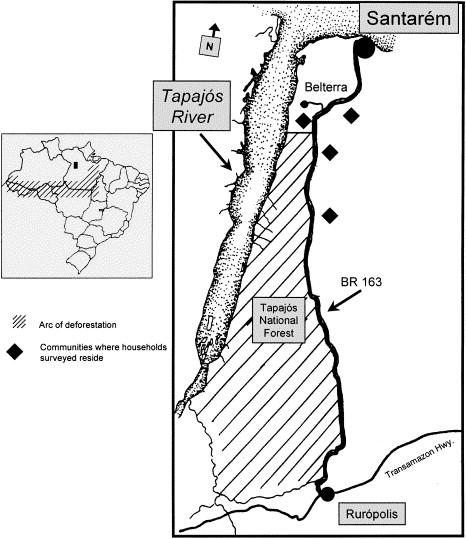 Santarém
N
Belterra
Tapajós
River
BR 163
Tapajós
National
Forest
Arc of deforestation
Communities where households
surveyed reside
Transamazon Hwy.
Rurópolis